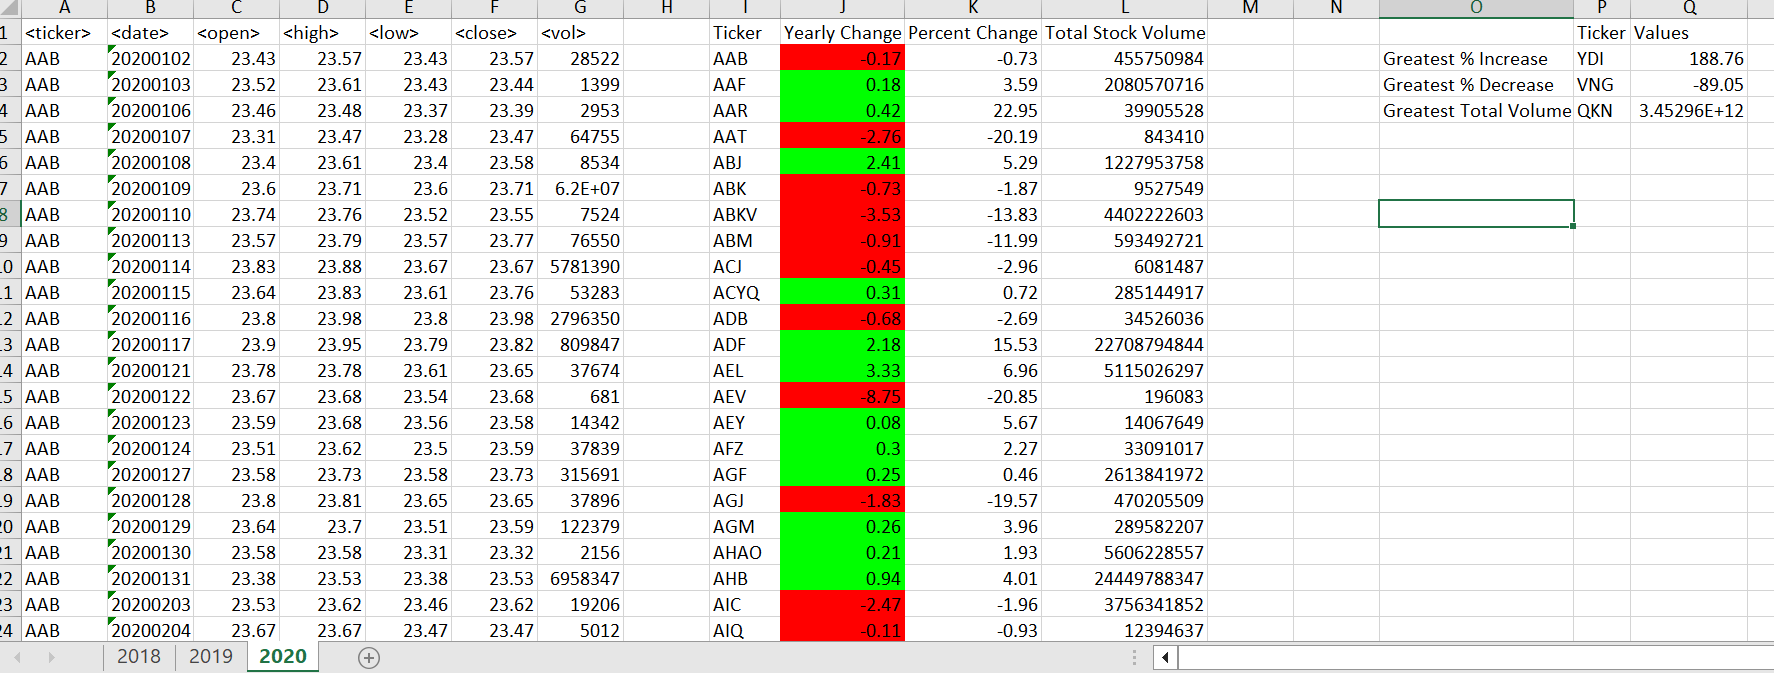 A B C D E F G H I J K L M N O P Q
1 <ticker> <date> <open> <high> <low> <close> <vol> Ticker Yearly Change Percent Change Total Stock Volume Ticker Values
2 AAB 20200102 23.43 23.57 23.43 23.57 28522 AAB -0.17 -0.73 455750984 Greatest % Increase YDI 188.76
3 AAB 20200103 23.52 23.61 23.43 23.44 1399 AAF 0.18 3.59 2080570716 Greatest % Decrease VNG -89.05
4 AAB 20200106 23.46 23.48 23.37 23.39 2953 AAR 0.42 22.95 39905528 Greatest Total Volume QKN 3.45296E+12
5 AAB 20200107 23.31 23.47 23.28 23.47 64755 AAT -2.76 -20.19 843410
6 AAB 20200108 23.4 23.61 23.4 23.58 8534 ABJ 2.41 5.29 1227953758
7 AAB 20200109 23.6 23.71 23.6 23.71 6.2E+07 ABK -0.73 -1.87 9527549
8 AAB 20200110 23.74 23.76 23.52 23.55 7524 ABKV -3.53 -13.83 4402222603
9 AAB 20200113 23.57 23.79 23.57 23.77 76550 ABM -0.91 -11.99 593492721
0 AAB 20200114 23.83 23.88 23.67 23.67 5781390 ACJ -0.45 -2.96 6081487
1 AAB 20200115 23.64 23.83 23.61 23.76 53283 ACYQ 0.31 0.72 285144917
2 AAB 20200116 23.8 23.98 23.8 23.98 2796350 ADB -0.68 -2.69 34526036
3 AAB 20200117 23.9 23.95 23.79 23.82 809847 ADF 2.18 15.53 22708794844
4 AAB 20200121 23.78 23.78 23.61 23.65 37674 AEL 3.33 6.96 5115026297
5 AAB 20200122 23.67 23.68 23.54 23.68 681 AEV -8.75 -20.85 196083
6 AAB 20200123 23.59 23.68 23.56 23.58 14342 AEY 0.08 5.67 14067649
7 AAB 20200124 23.51 23.62 23.5 23.59 37839 AFZ 0.3 2.27 33091017
8 AAB 20200127 23.58 23.73 23.58 23.73 315691 AGF 0.25 0.46 2613841972
9 AAB 20200128 23.8 23.81 23.65 23.65 37896 AGJ -1.83 -19.57 470205509
0 AAB 20200129 23.64 23.7 23.51 23.59 122379 AGM 0.26 3.96 289582207
1 AAB 20200130 23.58 23.58 23.31 23.32 2156 AHAO 0.21 1.93 5606228557
2 AAB 20200131 23.38 23.53 23.38 23.53 6958347 AHB 0.94 4.01 24449788347
3 AAB 20200203 23.53 23.62 23.46 23.62 19206 AIC -2.47 -1.96 3756341852
4 AAB 20200204 23.67 23.67 23.47 23.47 5012 AIQ -0.11 -0.93 12394637
2018 2019 2020